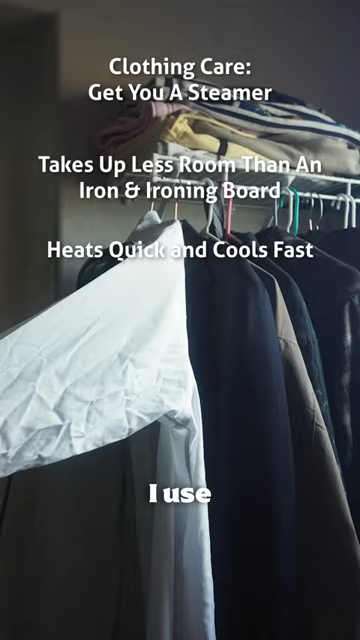 Clothing Care:
Get You A Steamer
Takes Up Less Room Than An
Iron & Ironing Board
Heats Quick and Cools Fast
I use